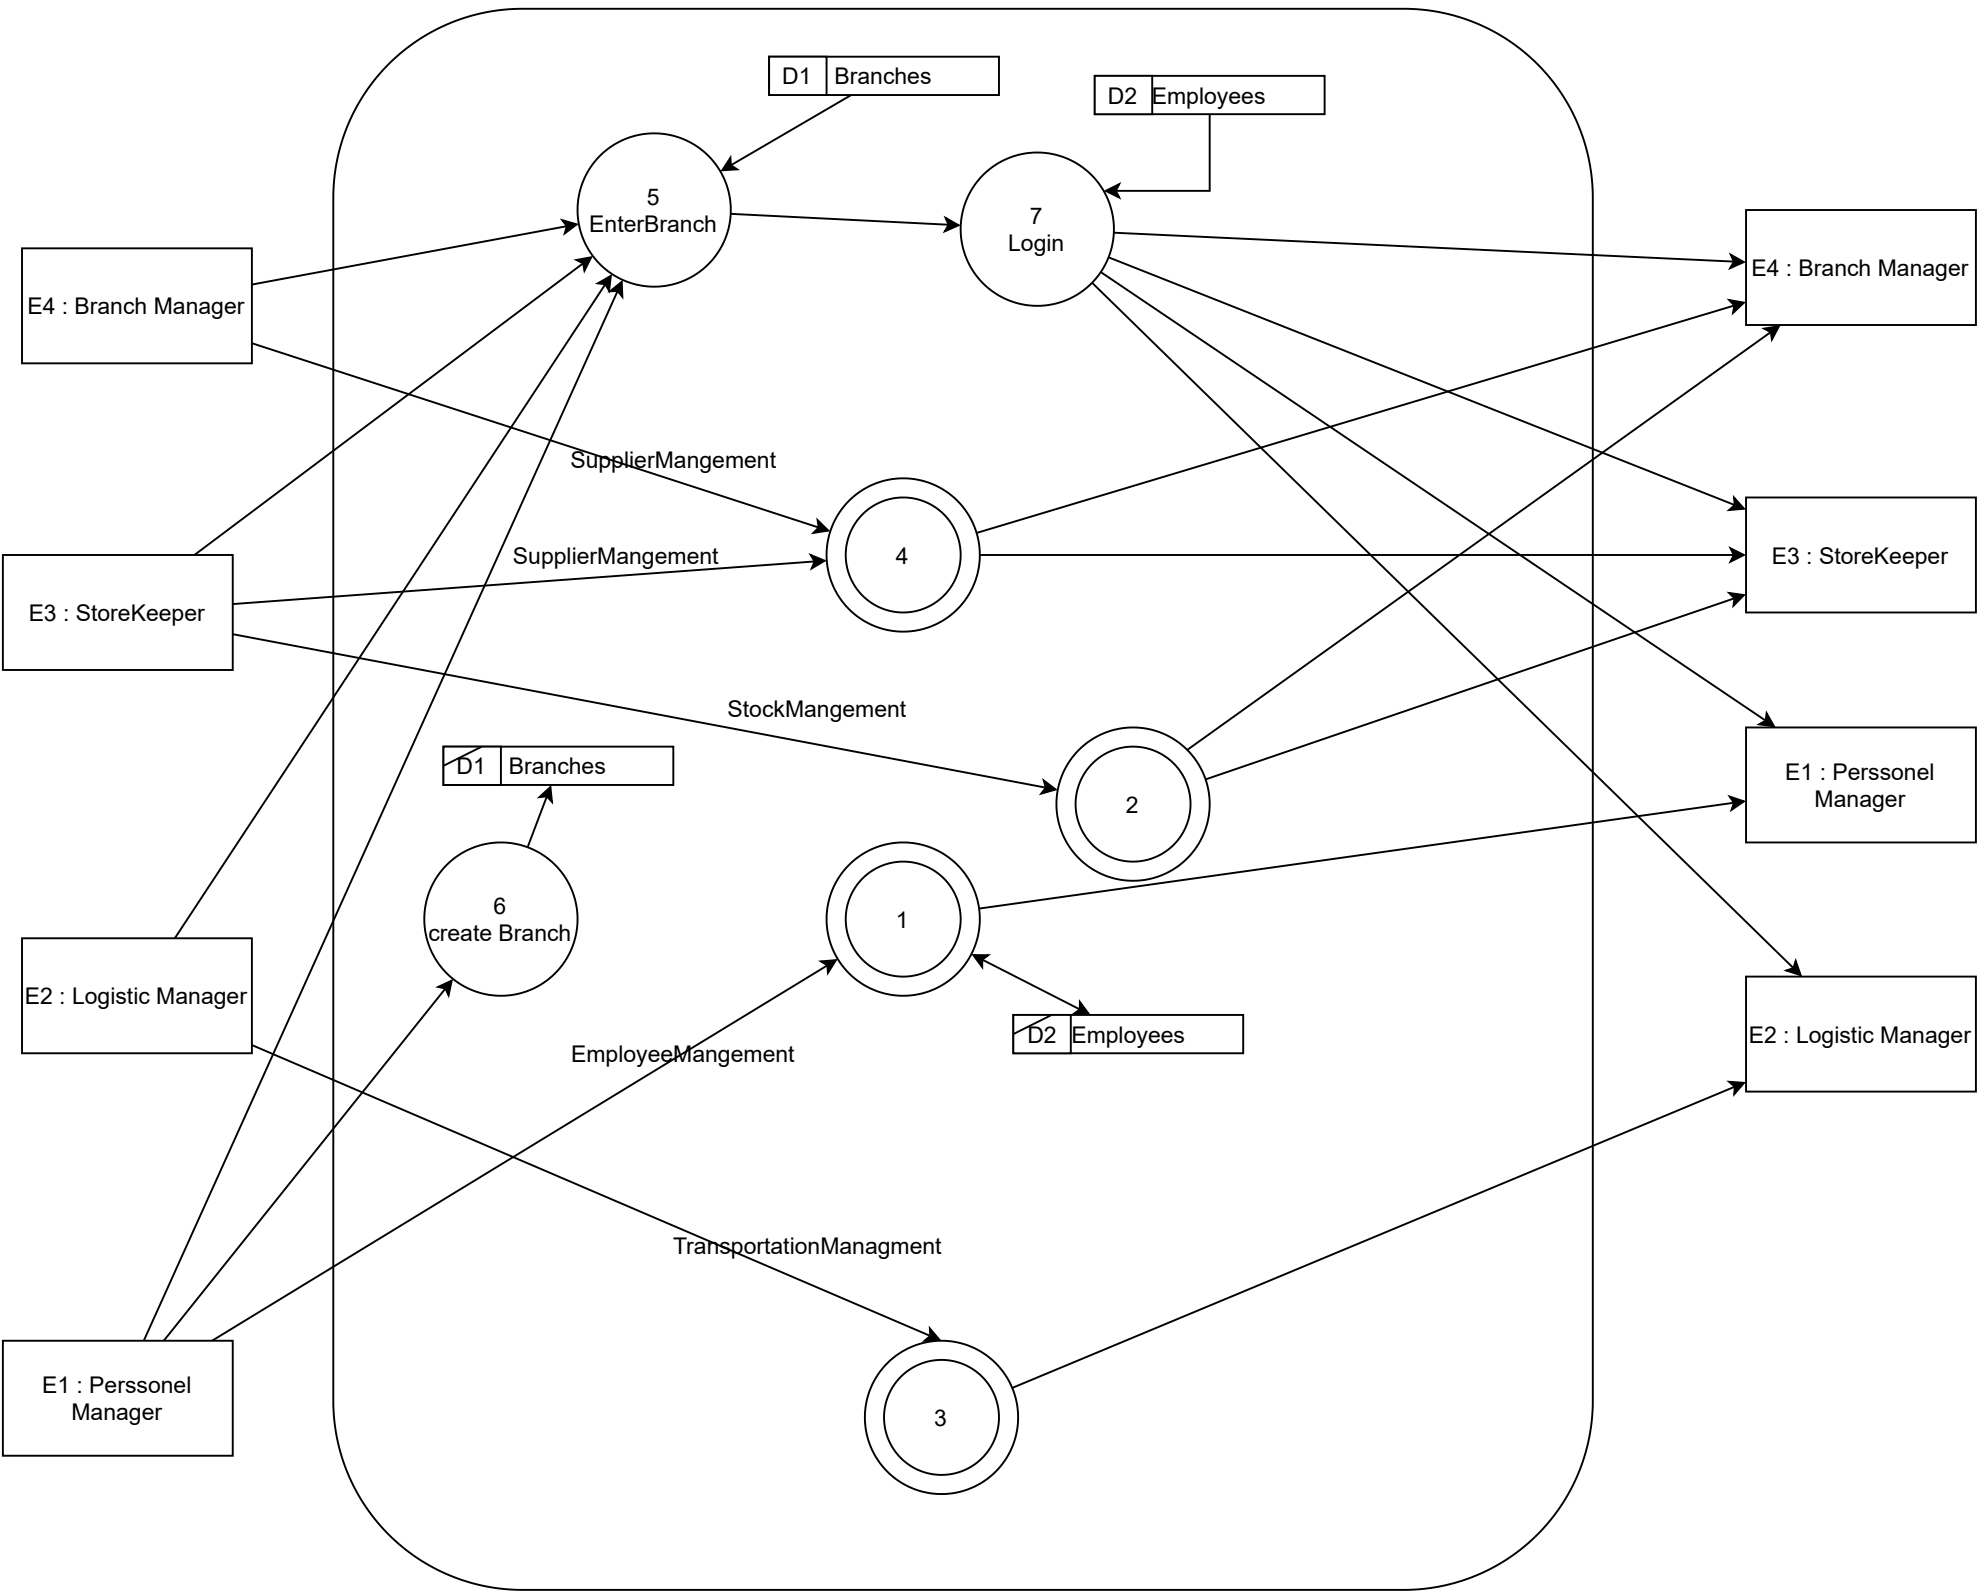 D1 Branches
D2 Employees
5
EnterBranch
7
Login
E4 : Branch Manager
E4 : Branch Manager
SupplierMangement
SupplierMangement
4
E3 : StoreKeeper
E3 : StoreKeeper
StockMangement
D1 Branches
2
E1 : Perssonel
Manager
6
create Branch
1
E2 : Logistic Manager
D2 Employees
E2 : Logistic Manager
EmployeeMangement
TransportationManagment
E1 : Perssonel
Manager
3